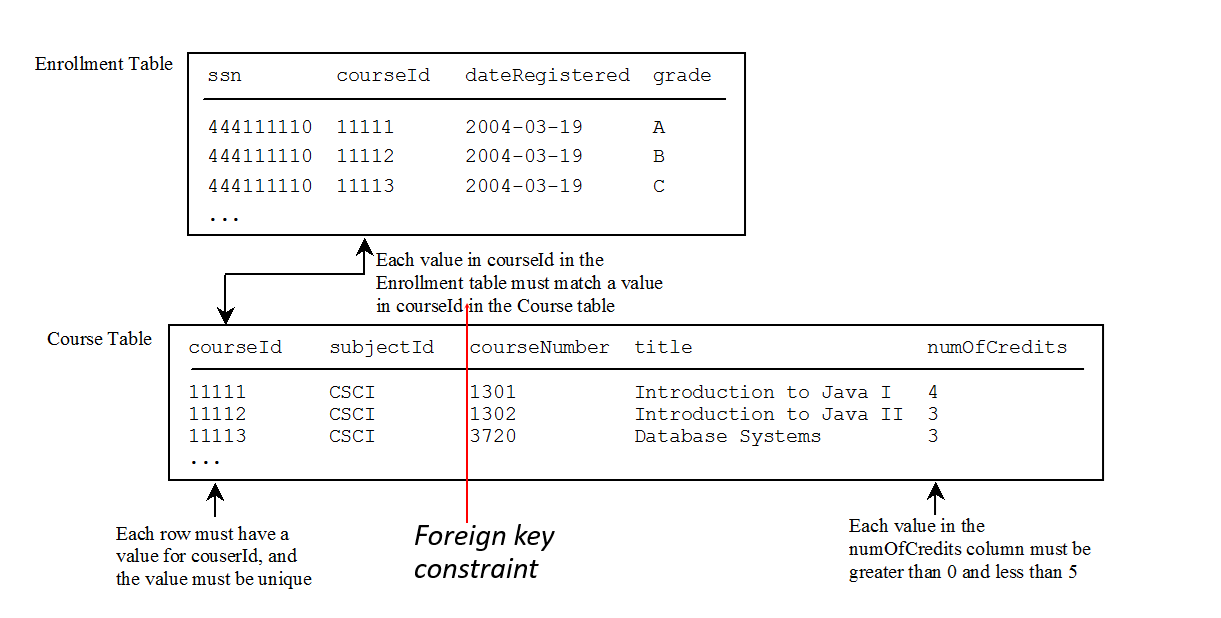 Enrollment Table
ssn courseId dateRegistered grade
444111110 11111 2004-03-19 A
444111110 11112 2004-03-19 B
444111110 11113 2004-03-19 C
...
Each value in courseId in the
Enrollment table must match a value
in courseId in the Course table
Course Table
courseId subjectId courseNumber title numOfCredits
11111 CSCI 1301 Introduction to Java I 4
11112 CSCI 1302 Introduction to Java II 3
11113 CSCI 3720 Database Systems 3
...
Each row must have a
value for couserId, and
the value must be unique
Foreign key
constraint
Each value in the
numOfCredits column must be
greater than 0 and less than 5